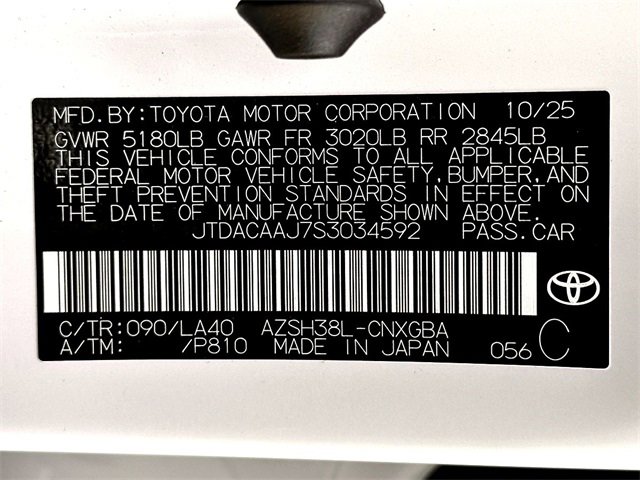 MFD.BY:TOYOTA MOTOR CORPORATION 10/25
GVWR 5180LB GAWR FR 3020LB RR 2845LB
THIS VEHICLE CONFORMS TO ALL APPLICABLE
FEDERAL MOTOR VEHICLE SAFETY,BUMPER,AND
THEFT PREVENTION STANDARDS IN EFFECT ON
THE DATE OF MANUFACTURE SHOWN ABOVE.
JTDACAAJ7S3034592 PASS.CAR
C/TR:090/LA40 AZSH38L-CNXGBA
A/TM: /P810 MADE IN JAPAN 056 C